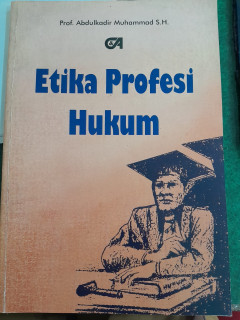 Prof. Abdulkadir Muhammad S.H.
Etika Profesi
Hukum